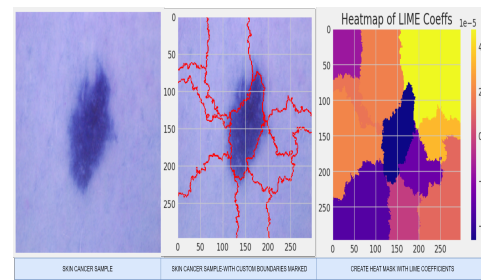 Heatmap of LIME Coeffs
1e-5
0
50
100
150
200
250
0 50 100 150 200 250
0
50
100
150
200
250
0 50 100 150 200 250
SKIN CANCER SAMPLE
SKIN CANCER SAMPLE-WITH CUSTOM BOUNDARIES MARKED
CREATE HEAT MASK WITH LIME COEFFICIENTS